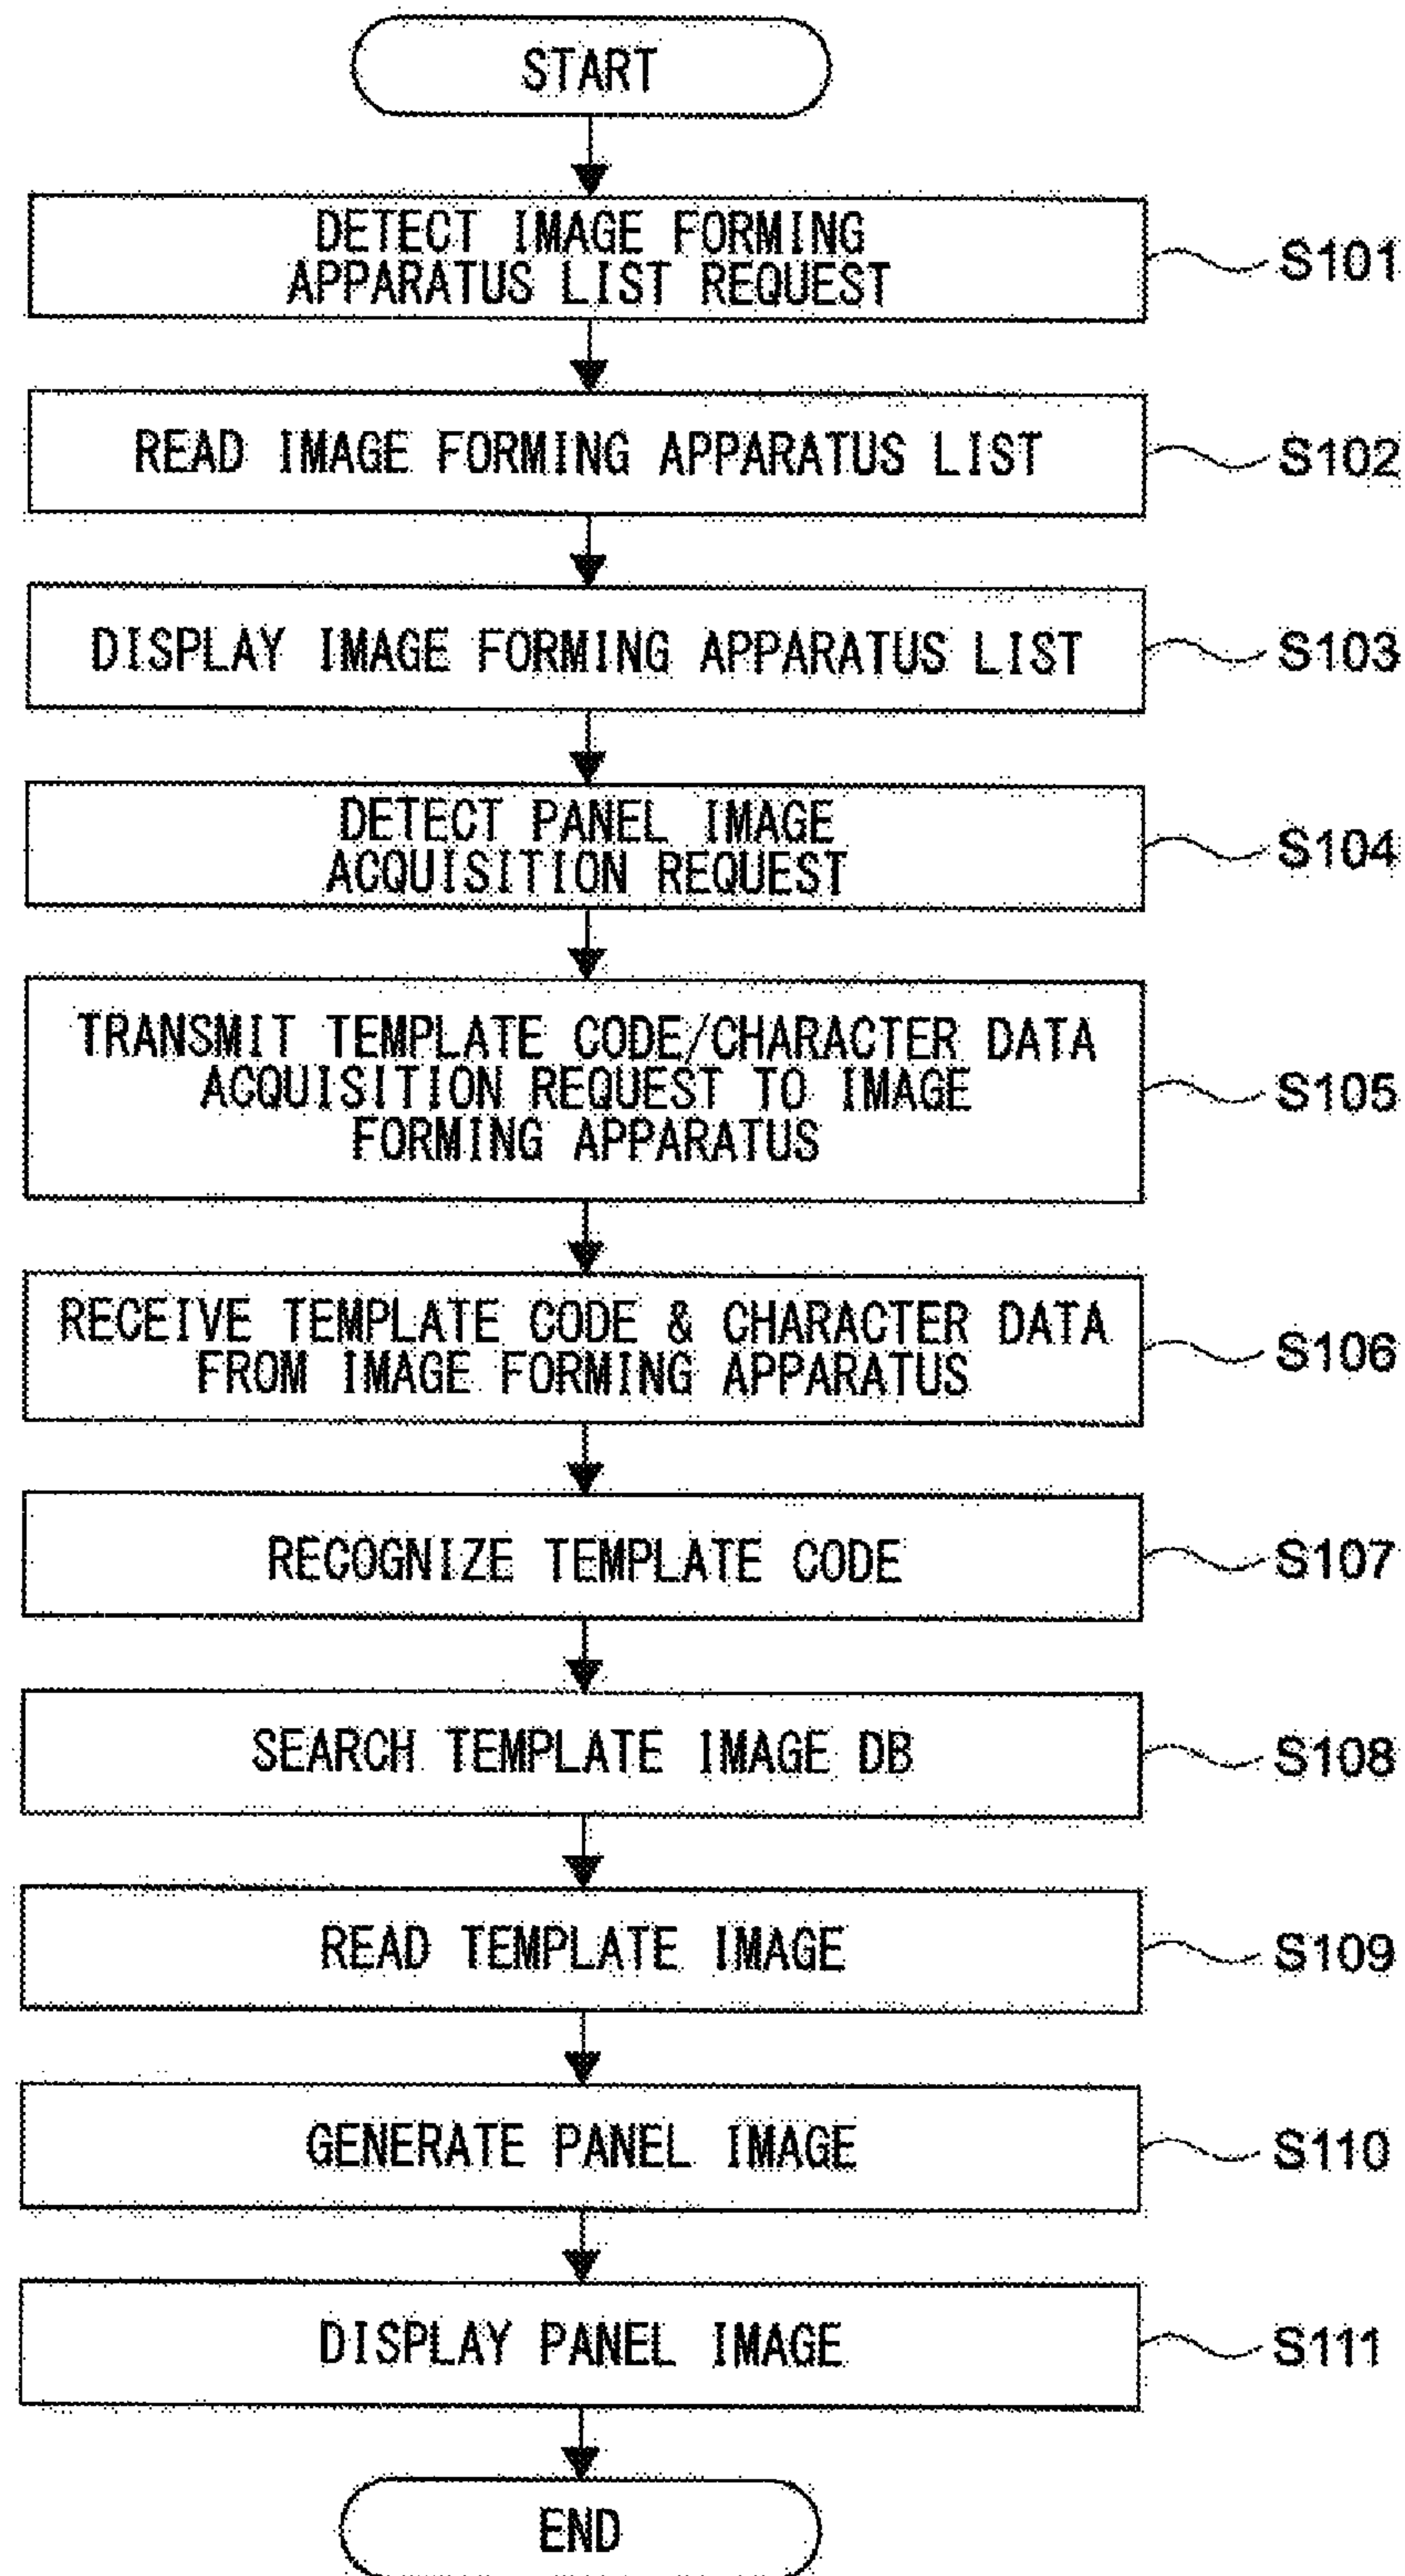 START
DETECT IMAGE FORMING
APPARATUS LIST REQUEST
S101
READ IMAGE FORMING APPARATUS LIST
S102
DISPLAY IMAGE FORMING APPARATUS LIST
S103
DETECT PANEL IMAGE
ACQUISITION REQUEST
S104
TRANSMIT TEMPLATE CODE/CHARACTER DATA
ACQUISITION REQUEST TO IMAGE
FORMING APPARATUS
S105
RECEIVE TEMPLATE CODE & CHARACTER DATA
FROM IMAGE FORMING APPARATUS
S106
RECOGNIZE TEMPLATE CODE
S107
SEARCH TEMPLATE IMAGE DB
S108
READ TEMPLATE IMAGE
S109
GENERATE PANEL IMAGE
S110
DISPLAY PANEL IMAGE
S111
END